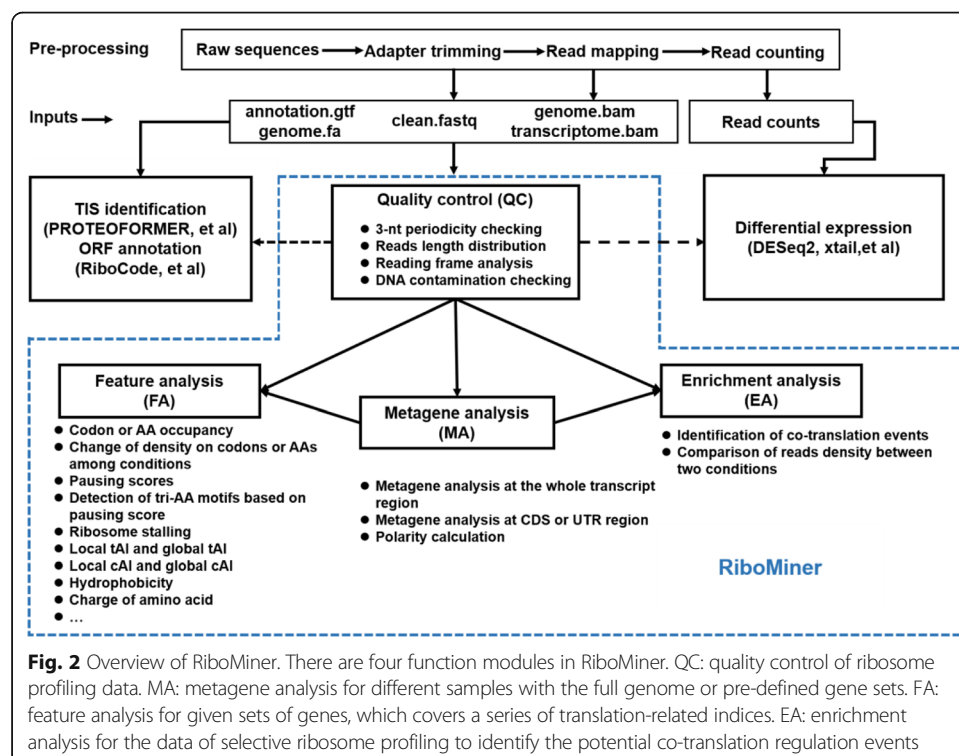 Pre-processing
Raw sequences Adapter trimming Read mapping Read counting
Inputs
annotation.gtf
genome.fa
clean.fastq
genome.bam
transcriptome.bam
Read counts
TIS identification
(PROTEOFORMER, et al)
ORF annotation
(RiboCode, et al)
Quality control (QC)
● 3-nt periodicity checking
● Reads length distribution
● Reading frame analysis
● DNA contamination checking
Differential expression
(DESeq2, xtail,et al)
Feature analysis
(FA)
● Codon or AA occupancy
● Change of density on codons or AAs
among conditions
● Pausing scores
● Detection of tri-AA motifs based on
pausing score
● Ribosome stalling
● Local tAI and global tAI
● Local cAI and global cAI
● Hydrophobicity
● Charge of amino acid
● ...
Metagene analysis
(MA)
● Metagene analysis at the whole transcript
region
● Metagene analysis at CDS or UTR region
● Polarity calculation
Enrichment analysis
(EA)
● Identification of co-translation events
● Comparison of reads density between
two conditions
RiboMiner
Fig. 2 Overview of RiboMiner. There are four function modules in RiboMiner. QC: quality control of ribosome
profiling data. MA: metagene analysis for different samples with the full genome or pre-defined gene sets. FA:
feature analysis for given sets of genes, which covers a series of translation-related indices. EA: enrichment
analysis for the data of selective ribosome profiling to identify the potential co-translation regulation events